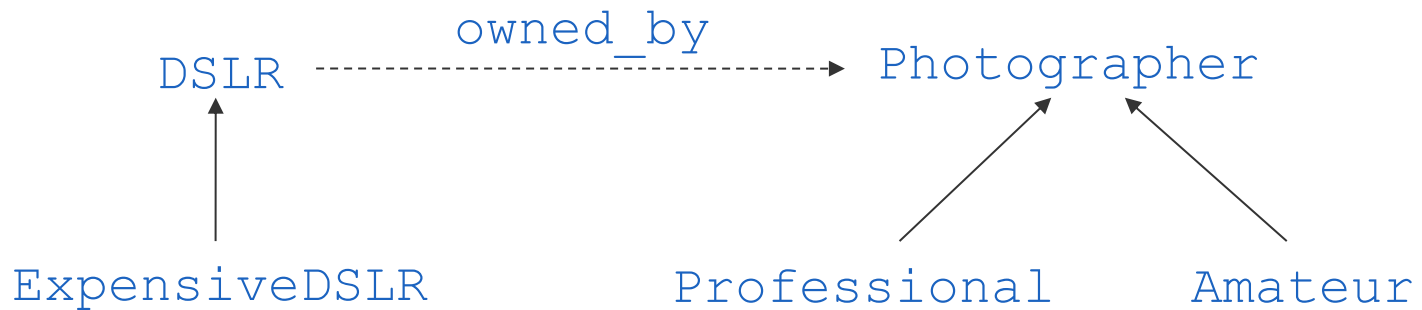 owned_by
DSLR
Photographer
ExpensiveDSLR
Professional
Amateur